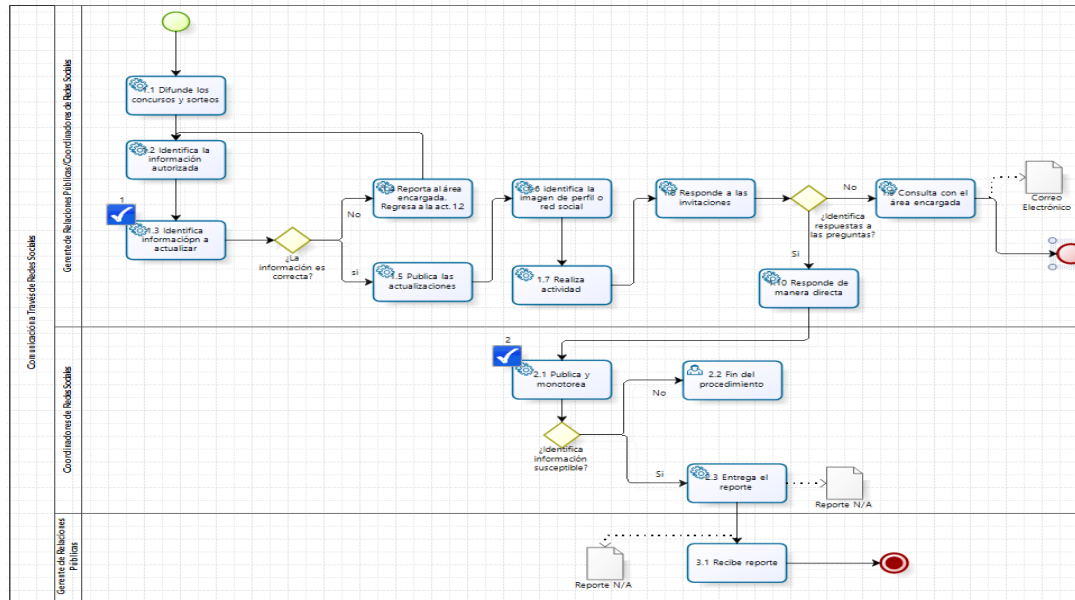 Comunicación a Través de Redes Sociales
Gerente de Relaciones Públicas/Coordinadores de Redes Sociales
1.1 Difunde los
concursos y sorteos
1.2 Identifica la
información
autorizada
1
1.3 Identifica
informaciópn a
actualizar
¿La
información es
correcta?
No
si
1.4 Reporta al área
encargada.
Regresa a la act. 1.2
1.5 Publica las
actualizaciones
1.6 identifica la
imagen de perfil o
red social
1.7 Realiza
actividad
Responde a las
invitaciones
¿Identifica
respuestas a
las preguntas?
No
Si
Consulta con el
área encargada
Correo
Electrónico
1.10 Responde de
manera directa
Coordinadores de Redes Sociales
2
2.1 Publica y
monotorea
¿Identifica
información
susceptible?
No
Si
2.2 Fin del
procedimiento
2.3 Entrega el
reporte
Reporte N/A
Gerente de Relaciones
Públicas
Reporte N/A
3.1 Recibe reporte